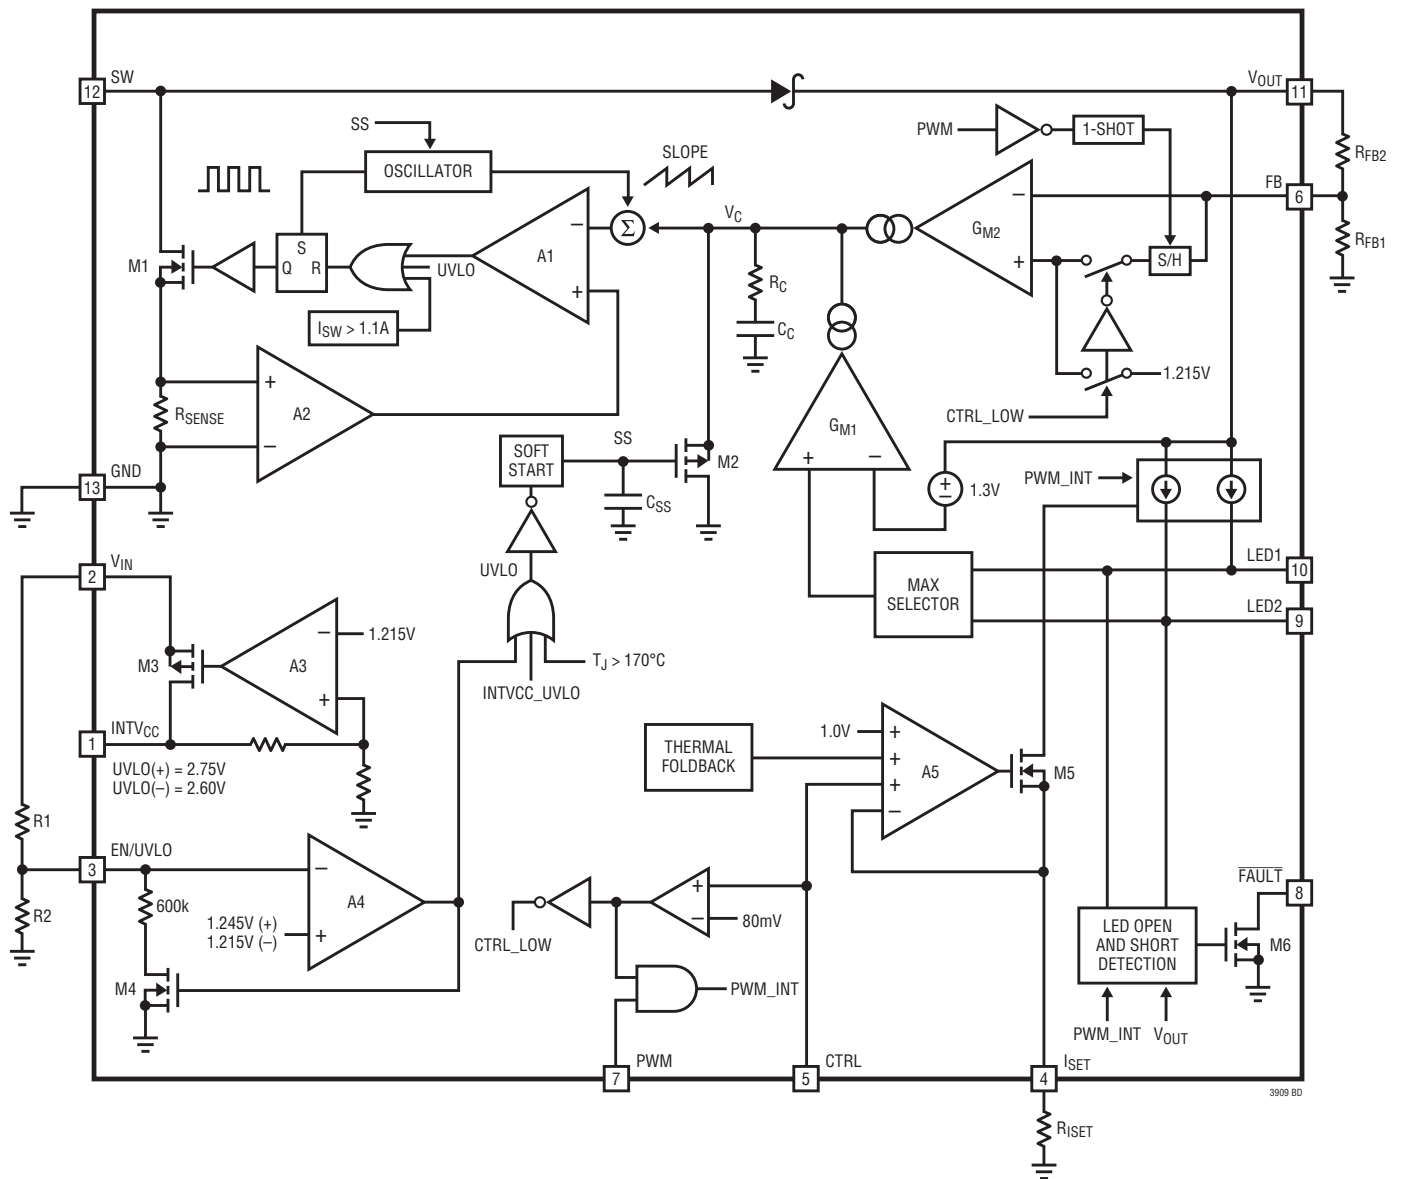 12
SW
VOUT
11
SS
PWM
1-SHOT
RFB2
SLOPE
OSCILLATOR
FB
6
−
VC
GM2
S
Q
R
M1
UVLO
A1
−
Σ
+
S/H
RFB1
ISW > 1.1A
+
RC
CC
1.215V
+
RSENSE
A2
−
CTRL_LOW
GM1
+
−
SOFT
START
SS
M2
CSS
+
−
1.3V
PWM_INT
GND
13
VIN
2
UVLO
MAX
SELECTOR
LED1
10
LED2
9
−
1.215V
M3
A3
+
TJ > 170°C
INTVCC_UVLO
INTVCC
1
UVLO(+) = 2.75V
UVLO(–) = 2.60V
THERMAL
FOLDBACK
1.0V
+
+
+
−
A5
M5
R1
EN/UVLO
3
−
600k
A4
1.245V (+)
1.215V (–)
+
R2
CTRL_LOW
+
−
80mV
FAULT
8
LED OPEN
AND SHORT
DETECTION
M6
M4
PWM_INT
PWM_INT
VOUT
PWM
7
CTRL
5
ISET
4
3909 BD
RISET